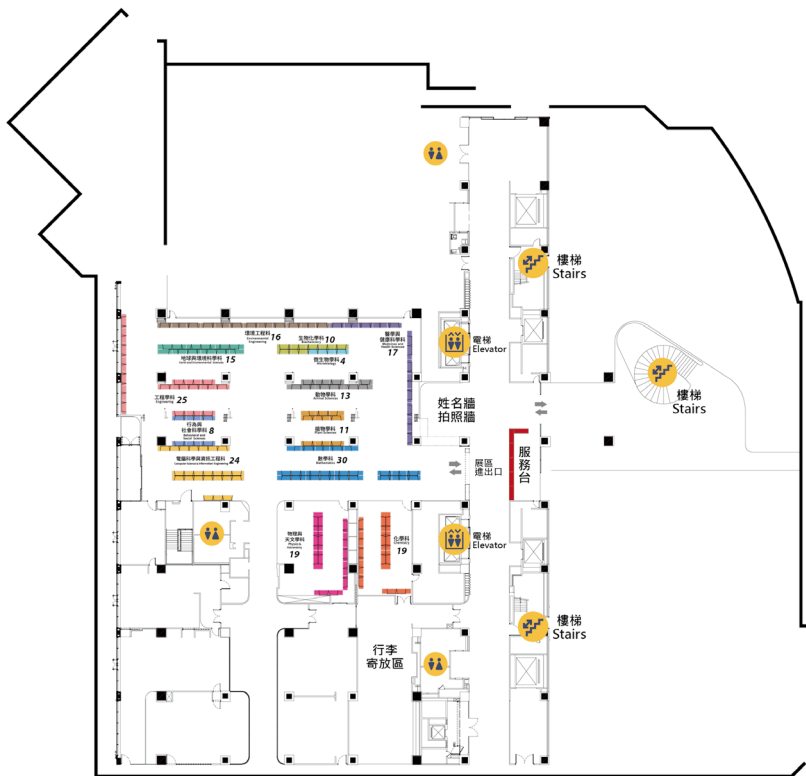 樓梯
Stairs
環境工程科 16
Environmental
Engineering
生物化學科 10
Biochemistry
醫學與
健康科學科
Medicine and
Health Sciences
17
電梯
Elevator
地球與環境科學科 15
Earth and Environmental Sciences
微生物學科 4
Microbiology
工程學科
Engineering
25
動物學科 13
Animal Sciences
姓名牆
拍照牆
樓梯
Stairs
行為與
社會科學科 8
Behavioral and
Social Sciences
植物學科 11
Plant Sciences
電腦科學與資訊工程科 24
Computer Science & Information Engineering
數學科 30
Mathematics
展區
進出口
服務台
物理與
天文學科
Physics &
Astronomy
19
化學科
Chemistry
19
電梯
Elevator
樓梯
Stairs
行李
寄放區